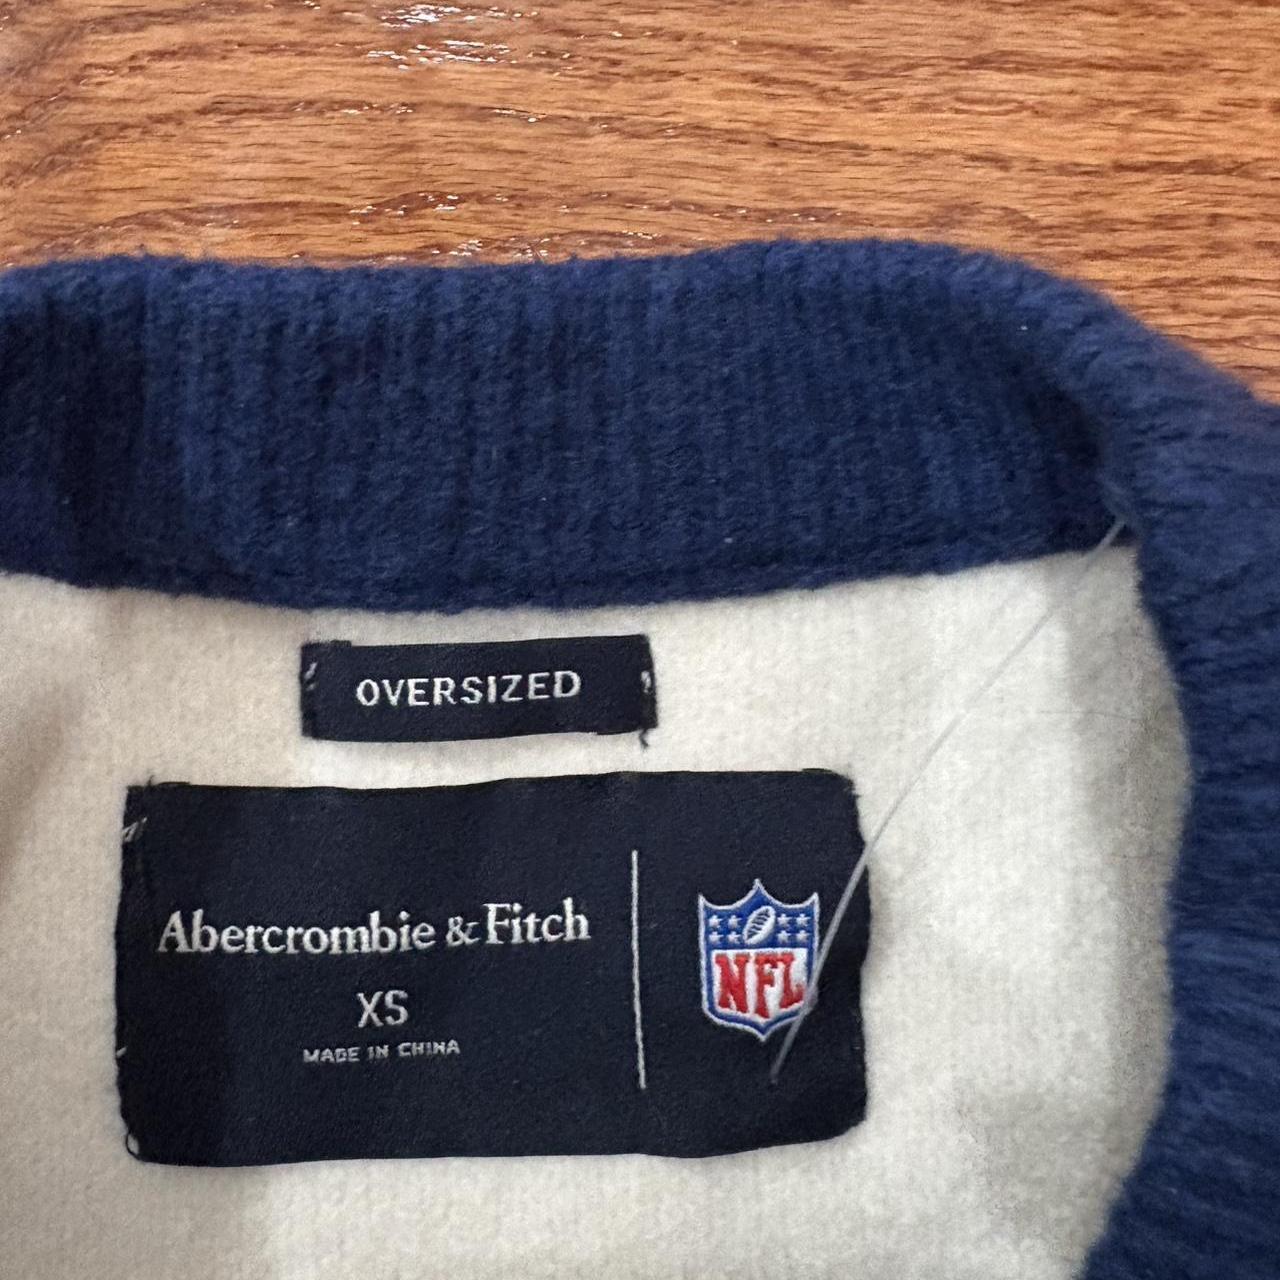 OVERSIZED
Abercrombie & Fitch
XS
MADE IN CHINA
NFL